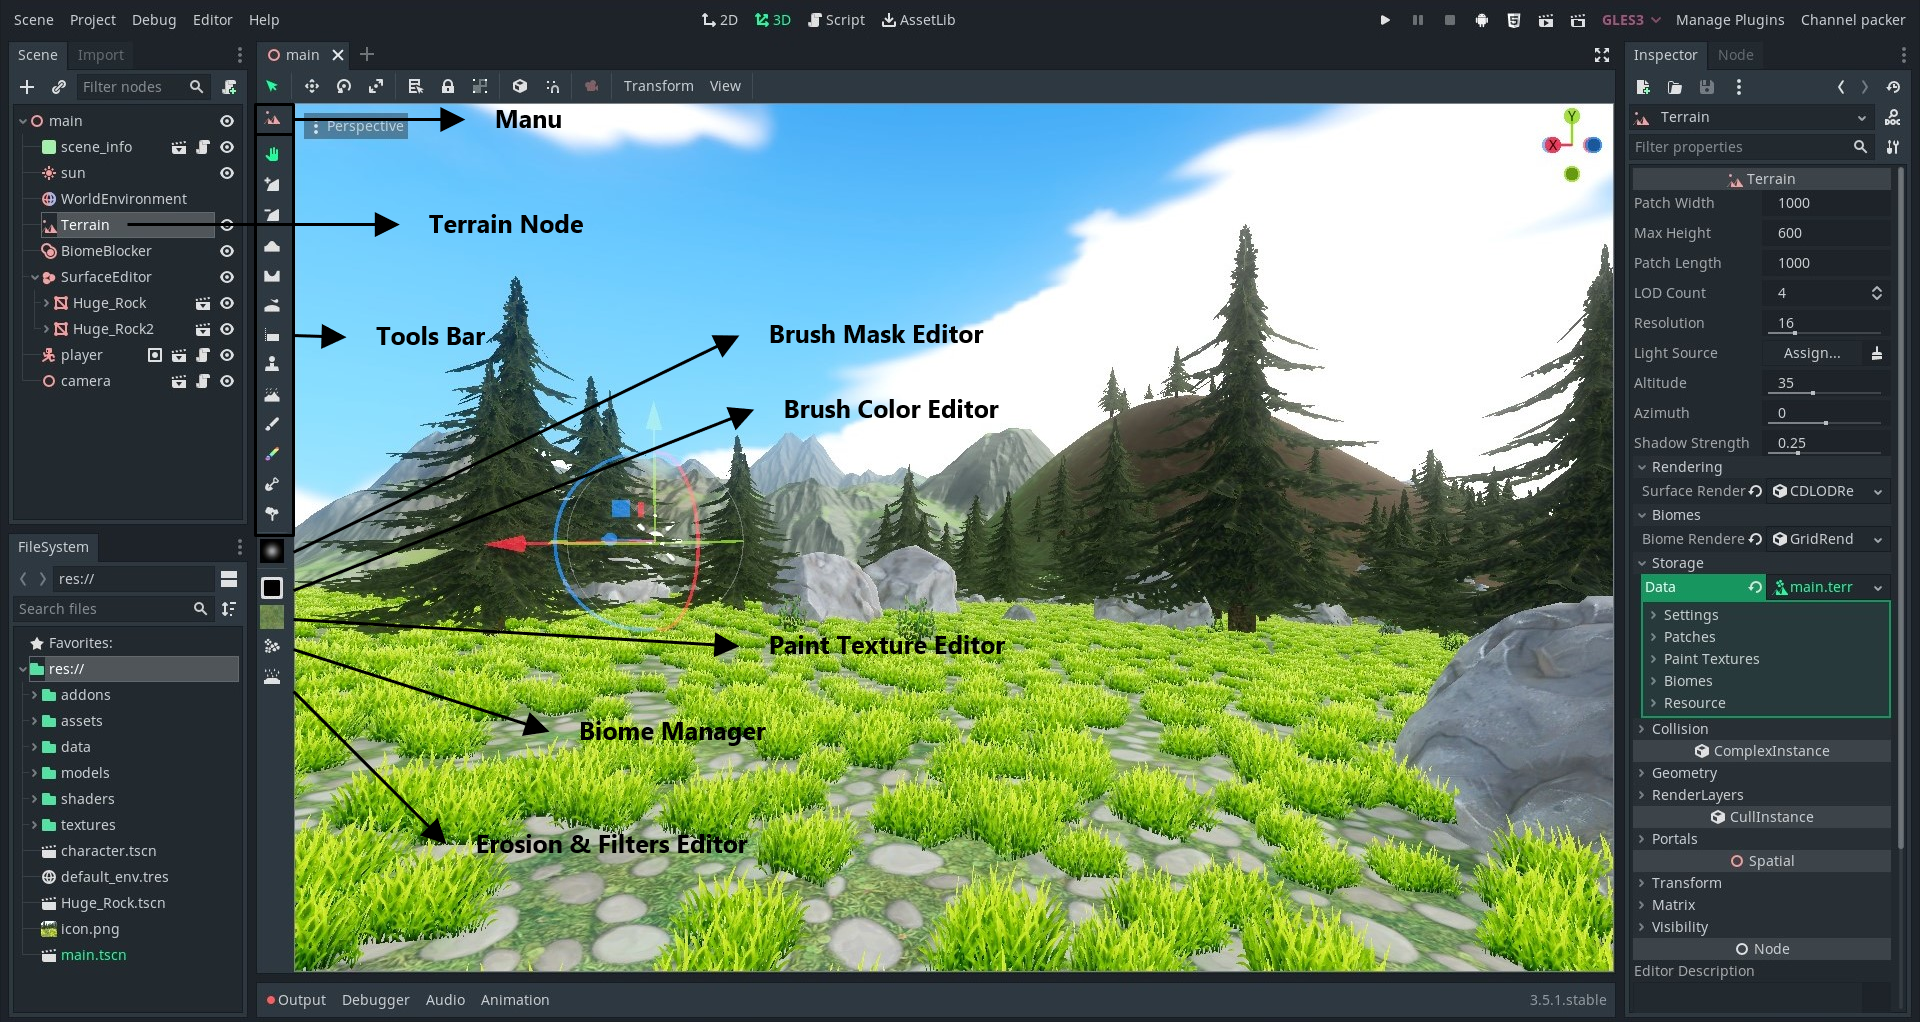 Scene Project Debug Editor Help
2D 3D Script AssetLib
GLES3 Manage Plugins Channel packer
Scene Import
Filter nodes
main
scene_info
sun
WorldEnvironment
Terrain
BiomeBlocker
SurfaceEditor
Huge_Rock
Huge_Rock2
player
camera
FileSystem
res://
Search files
Favorites:
res://
addons
assets
data
models
shaders
textures
character.tscn
default_env.tres
Huge_Rock.tscn
icon.png
main.tscn
main
Transform View
Perspective
Manu
Terrain Node
Tools Bar
Brush Mask Editor
Brush Color Editor
Paint Texture Editor
Biome Manager
Erosion & Filters Editor
X
Y
Output Debugger Audio Animation
3.5.1.stable
Inspector Node
Terrain
Filter properties
Terrain
Patch Width 1000
Max Height 600
Patch Length 1000
LOD Count 4
Resolution 16
Light Source Assign...
Altitude 35
Azimuth 0
Shadow Strength 0.25
Rendering
Surface Render CDLODRe
Biomes
Biome Rendere GridRend
Storage
Data main.terr
Settings
Patches
Paint Textures
Biomes
Resource
Collision
ComplexInstance
Geometry
RenderLayers
CullInstance
Portals
Spatial
Transform
Matrix
Visibility
Node
Editor Description